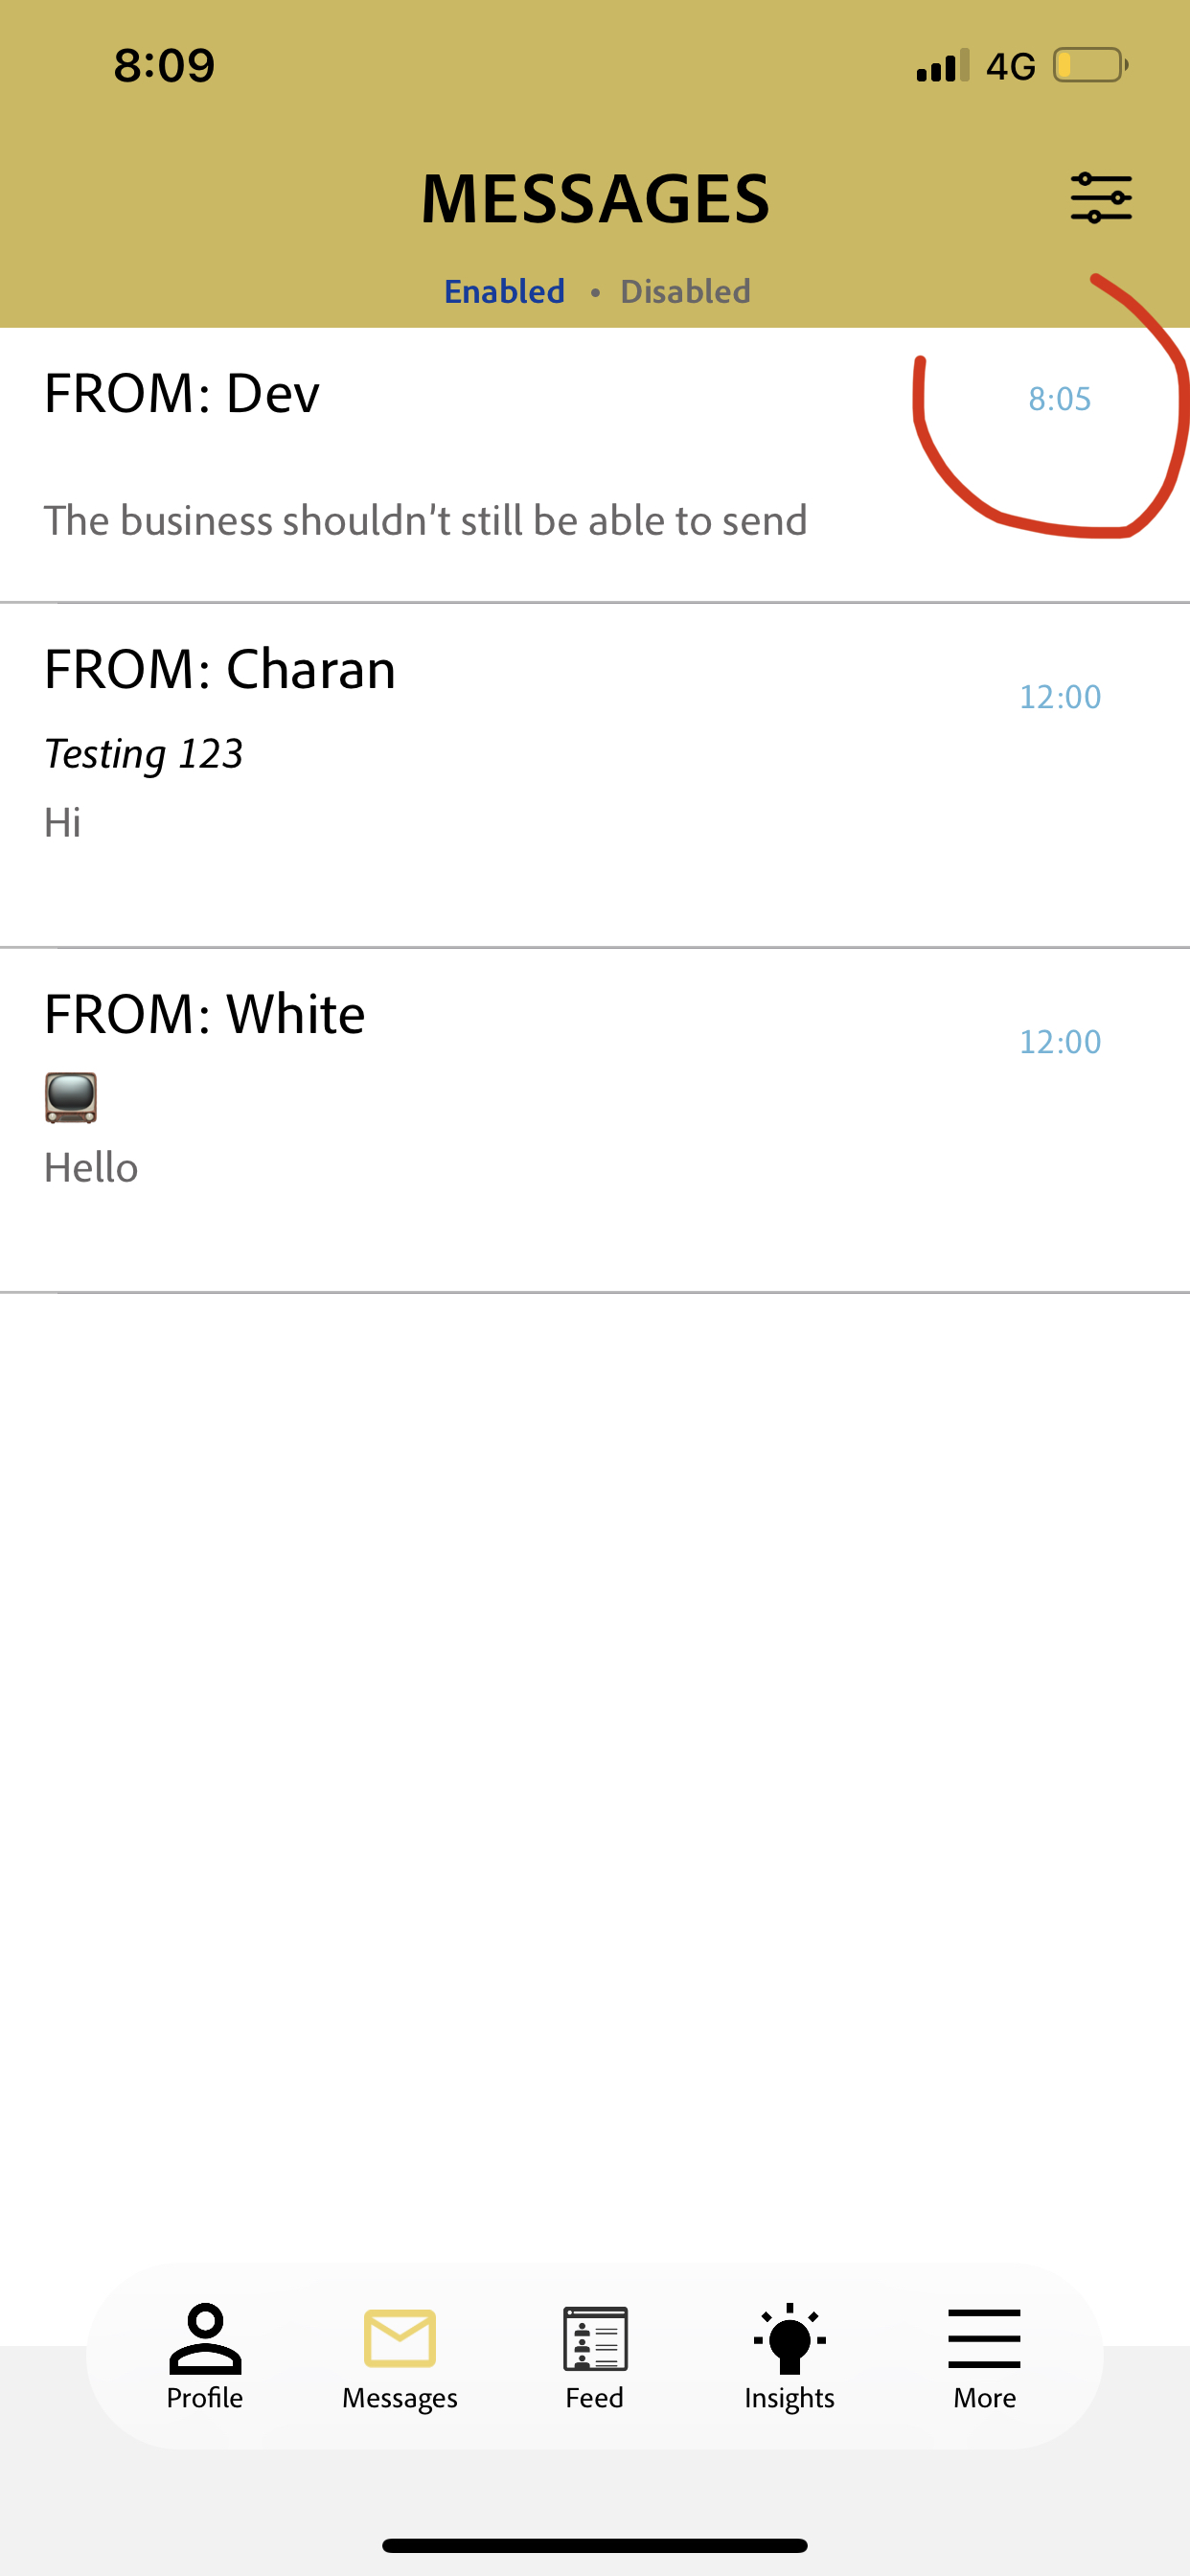 8:09 4G
MESSAGES
Enabled • Disabled
FROM: Dev 8:05
The business shouldn't still be able to send
FROM: Charan 12:00
Testing 123
Hi
FROM: White 12:00
📺
Hello
Profile Messages Feed Insights More